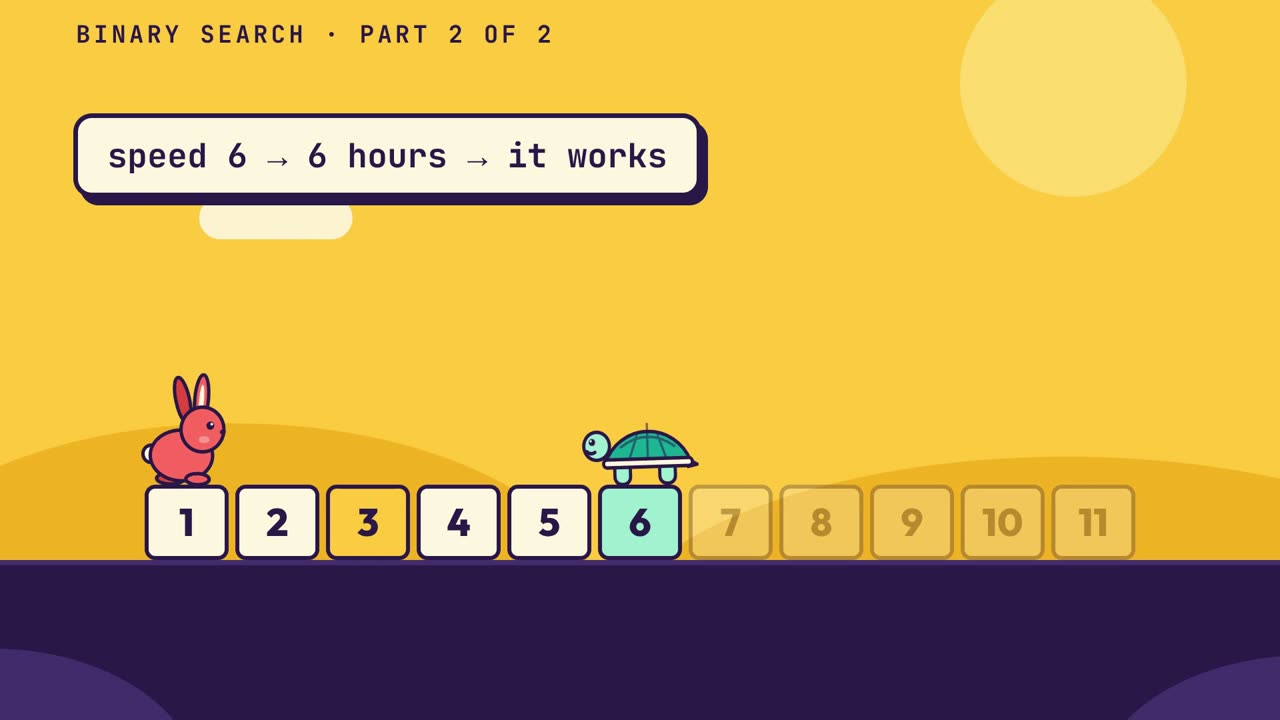 BINARY SEARCH · PART 2 OF 2
speed 6 → 6 hours → it works
1 2 3 4 5 6 7 8 9 10 11